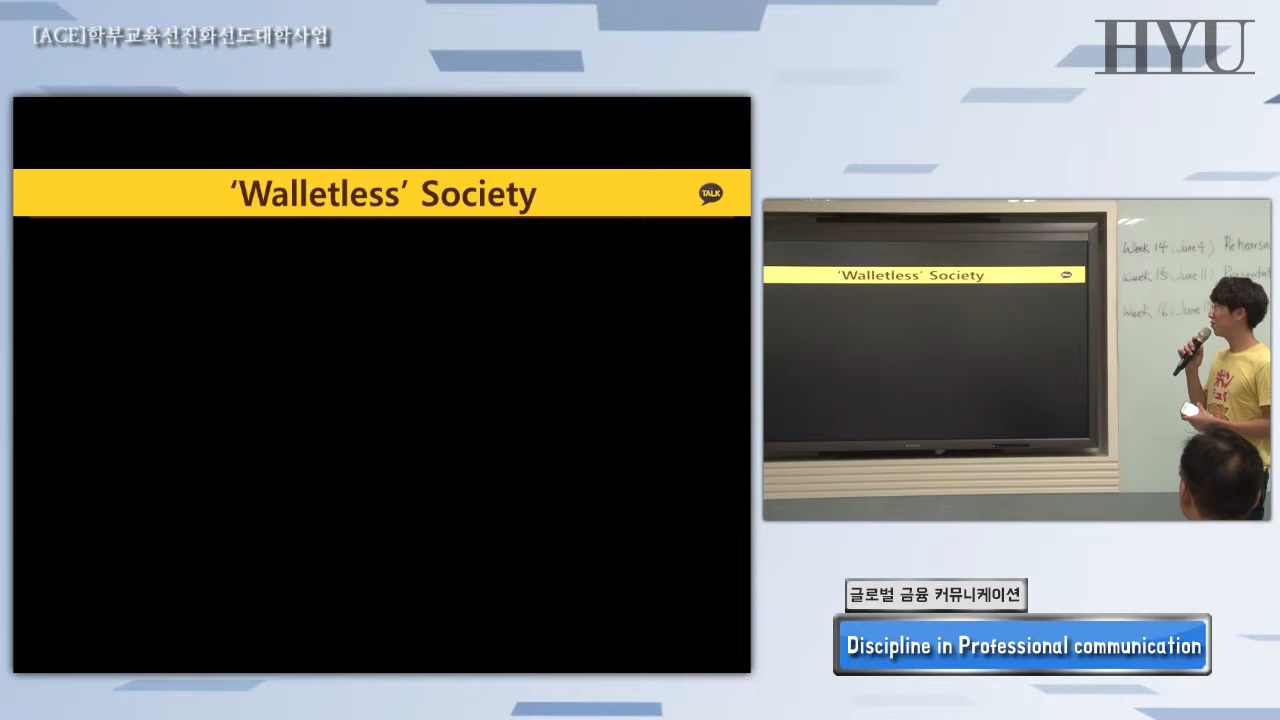 [ACE]학부교육선진화선도대학사업
HYU
‘Walletless’ Society
TALK
‘Walletless’ Society
Week 14 (June 4) Rehearsa
Week 15 (June 11)
Week 16 (June
글로벌 금융 커뮤니케이션
Discipline in Professional communication